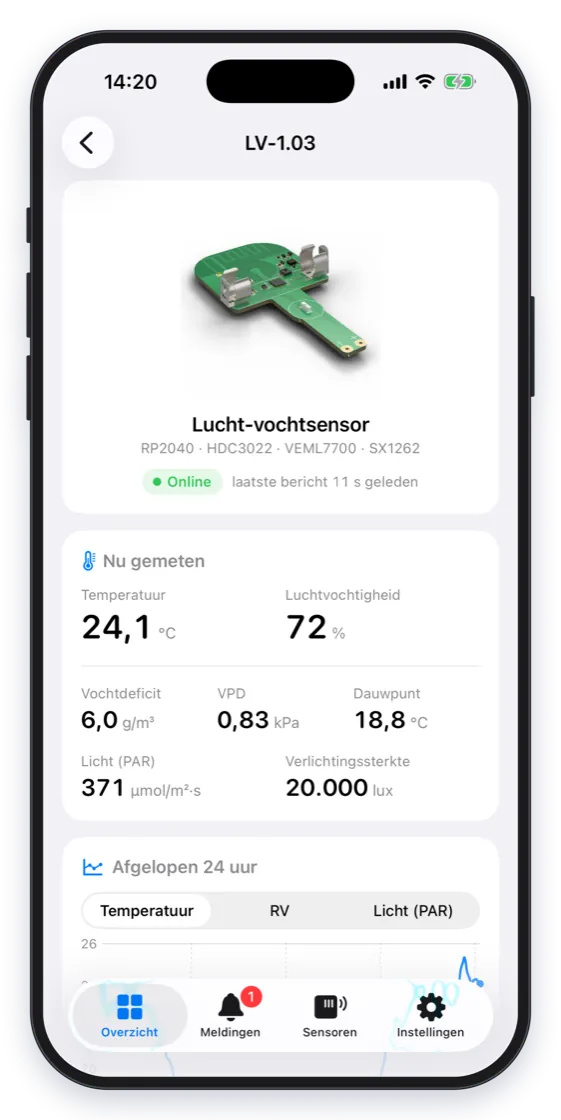 14:20
LV-1.03
Lucht-vochtsensor
RP2040 · HDC3022 · VEML7700 · SX1262
Online laatste bericht 11 s geleden
Nu gemeten
Temperatuur Luchtvochtigheid
24,1 °C 72 %
Vochtdeficit VPD Dauwpunt
6,0 g/m³ 0,83 kPa 18,8 °C
Licht (PAR) Verlichtingssterkte
371 µmol/m²·s 20.000 lux
Afgelopen 24 uur
Temperatuur RV Licht (PAR)
26
1
Overzicht Meldingen Sensoren Instellingen